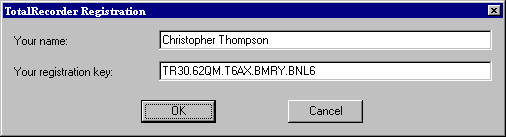 TotalRecorder Registration
Your name: Christopher Thompson
Your registration key: TR30.62QM.T6AX.BMRY.BNL6
OK Cancel